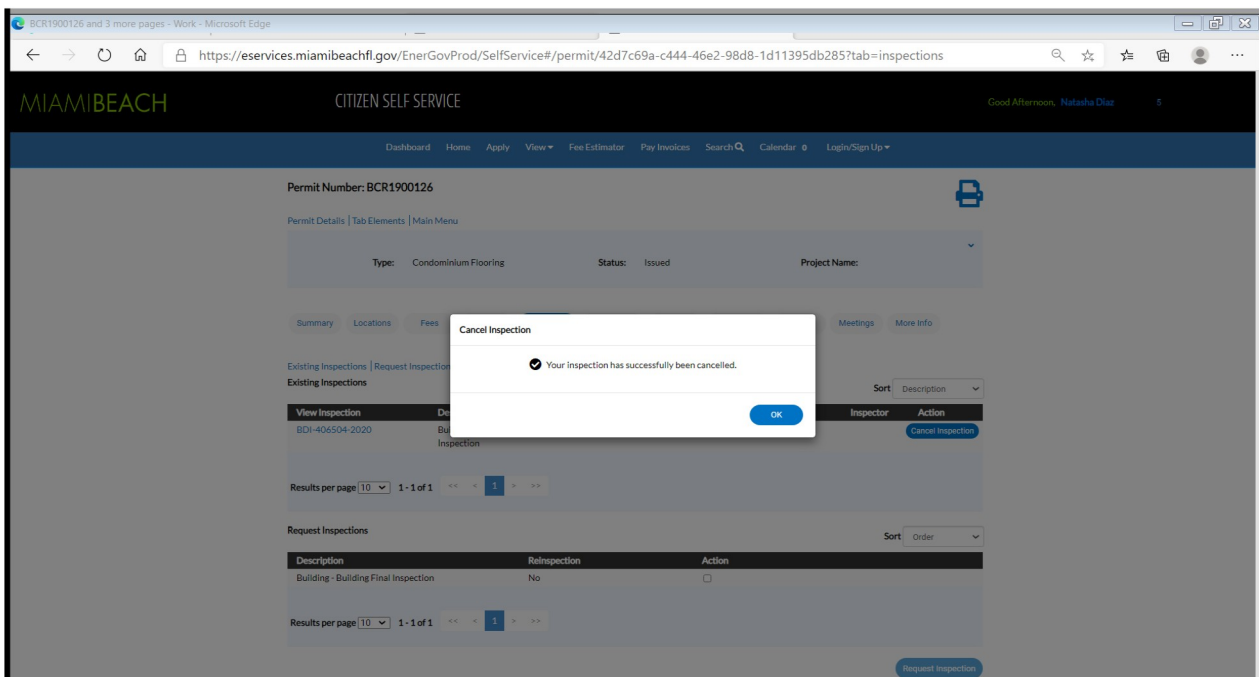 BCR1900126 and 3 more pages - Work - Microsoft Edge
https://eservices.miamibeachfl.gov/EnerGovProd/SelfService#/permit/42d7c69a-c444-46e2-98d8-1d11395db285?tab=inspections
MIAMIBEACH CITIZEN SELF SERVICE Good Afternoon, Natasha Diaz 5
Dashboard Home Apply View Fee Estimator Pay Invoices Search Calendar 0 Login/Sign Up
Permit Number: BCR1900126
Permit Details | Tab Elements | Main Menu
Type: Condominium Flooring Status: Issued Project Name:
Summary Locations Fees Meetings More Info
Cancel Inspection
Your inspection has successfully been cancelled.
OK
Existing Inspections | Request Inspection
Existing Inspections Sort Description
View Inspection De Inspector Action
BDI-406504-2020 Bui Cancel Inspection
Inspection
Results per page 10 1 - 1 of 1 << < 1 > >>
Request Inspections Sort Order
Description Reinspection Action
Building - Building Final Inspection No
Results per page 10 1 - 1 of 1 << < 1 > >>
Request Inspection